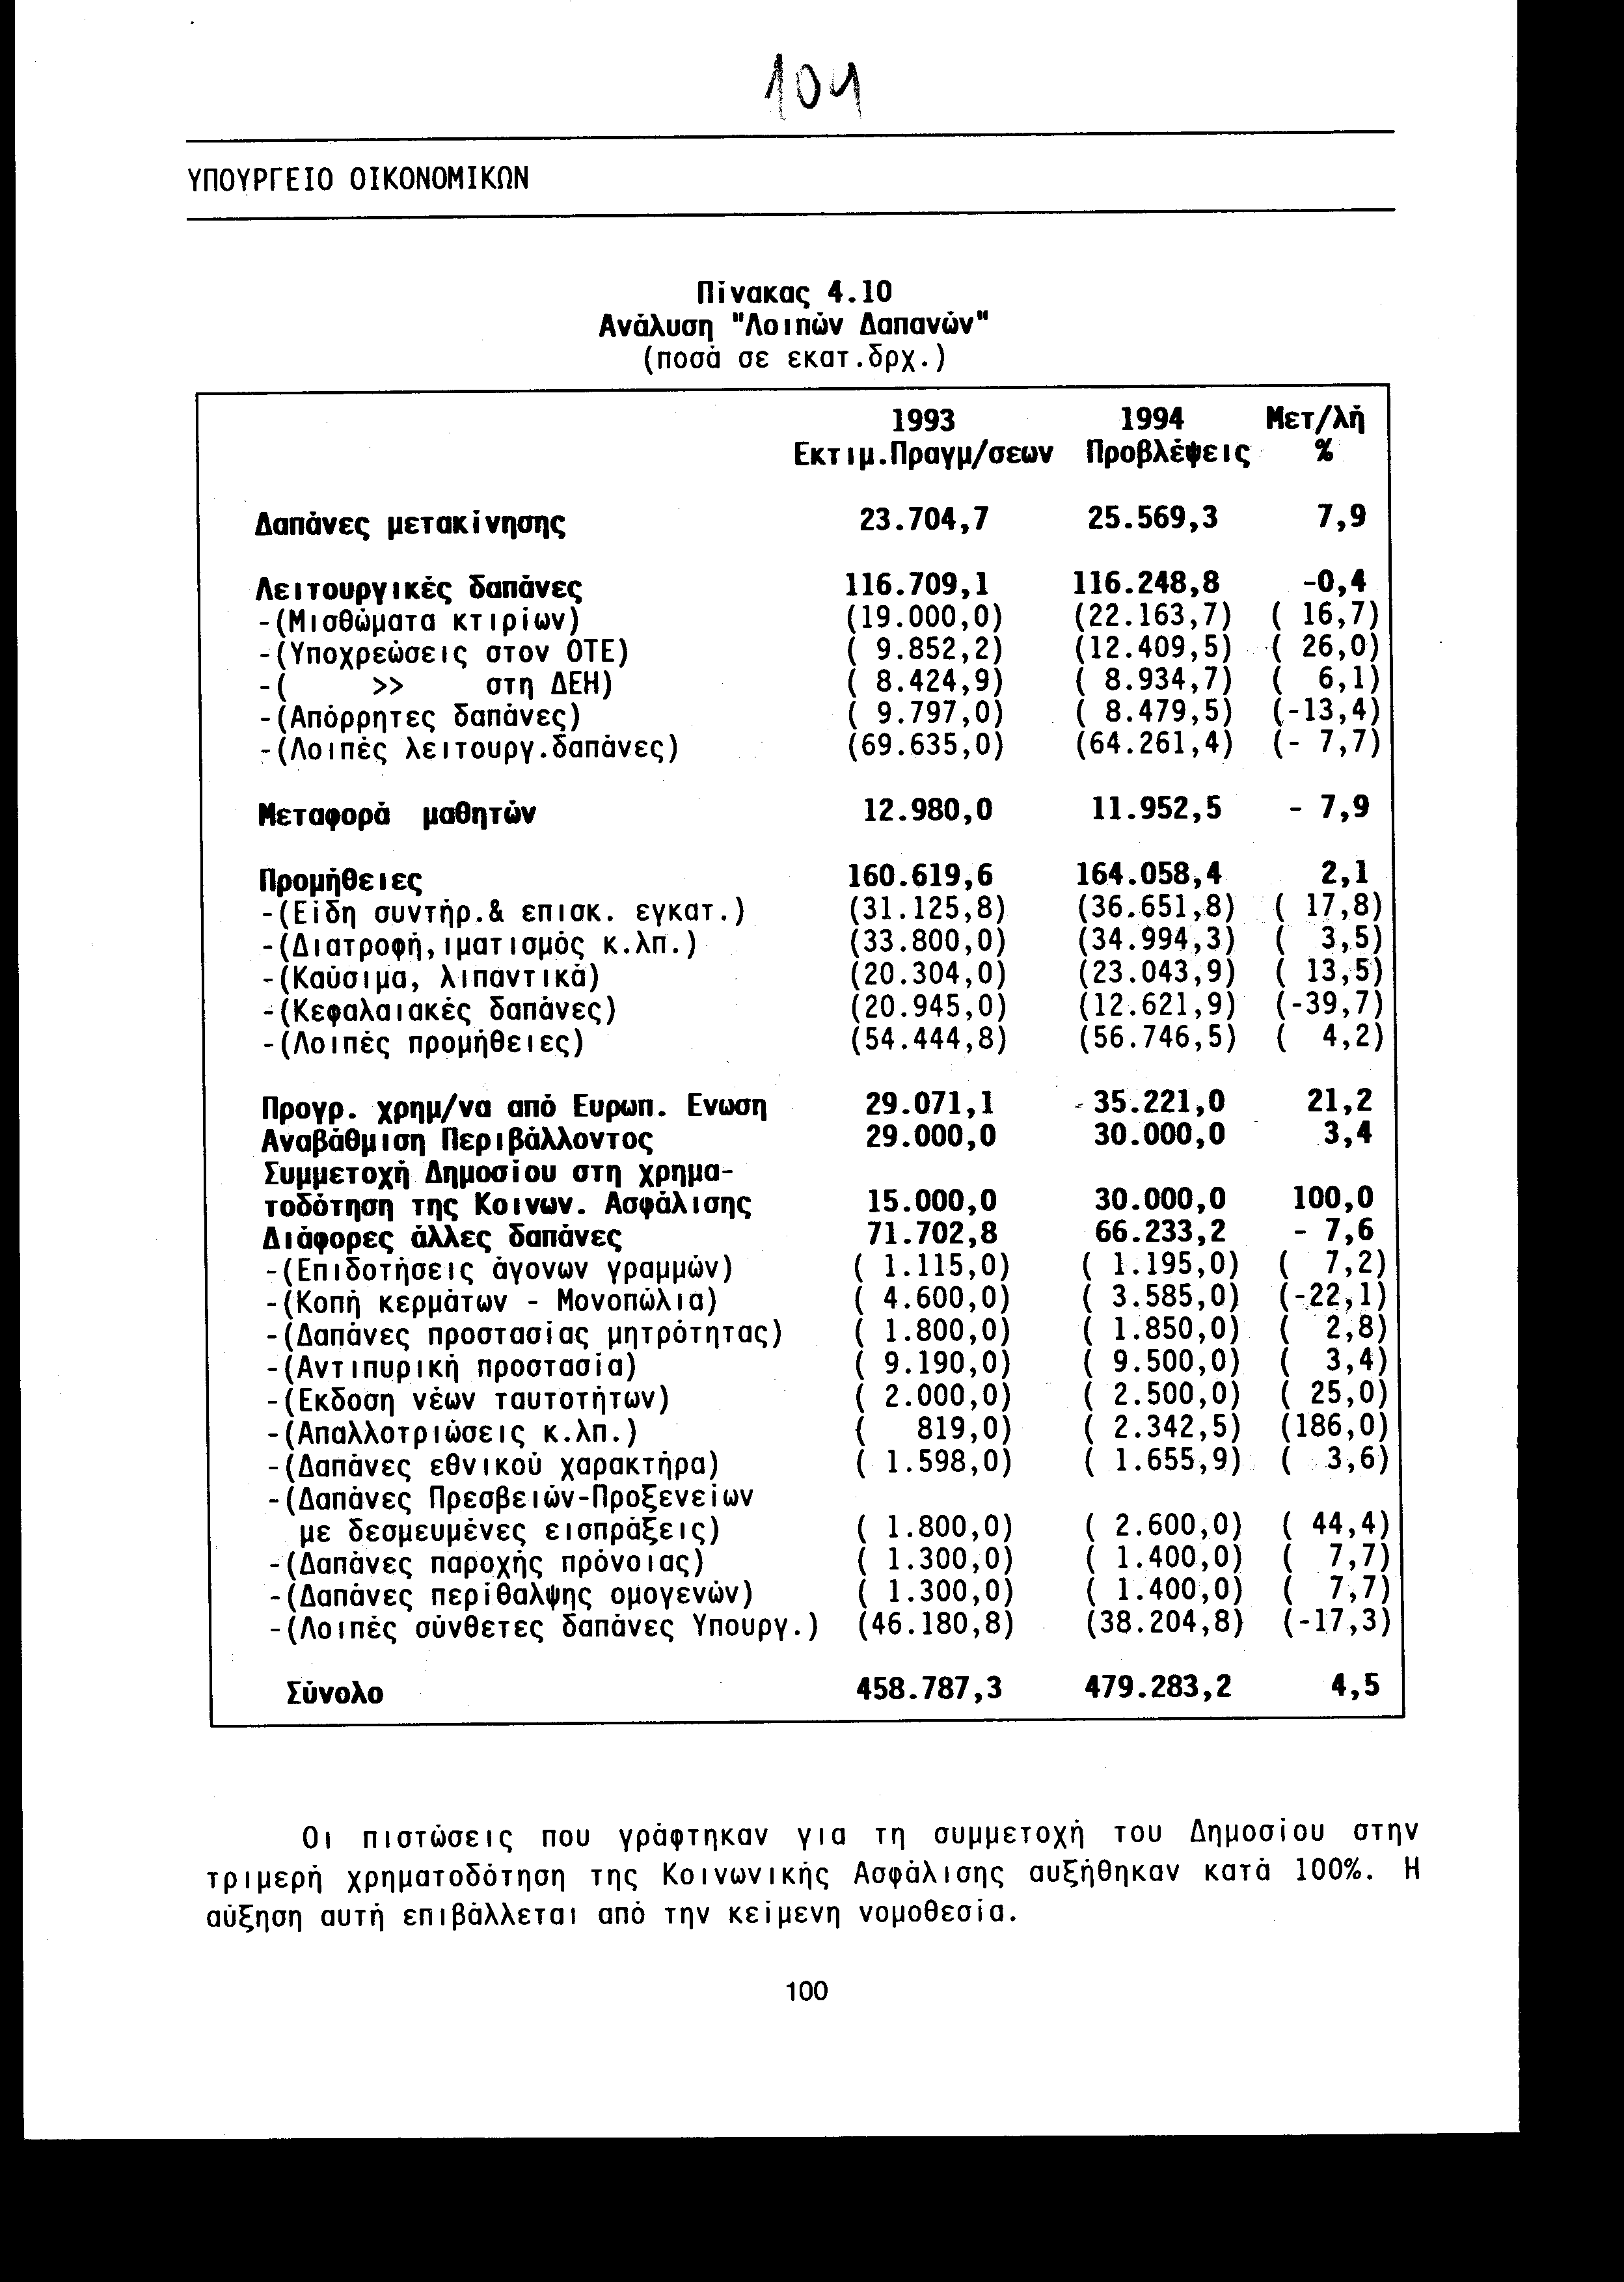 104
ΥΠΟΥΡΓΕΙΟ ΟΙΚΟΝΟΜΙΚΩΝ
Πίνακας 4.10
Ανάλυση "Λοιπών Δαπανών"
(ποσά σε εκατ.δρχ.)
1993 1994 Μετ/λή
Εκτιμ.Πραγμ/σεων Προβλέψεις %
Δαπάνες μετακίνησης 23.704,7 25.569,3 7,9
Λειτουργικές δαπάνες 116.709,1 116.248,8 -0,4
-(Μισθώματα κτιρίων) (19.000,0) (22.163,7) ( 16,7)
-(Υποχρεώσεις στον ΟΤΕ) ( 9.852,2) (12.409,5) ( 26,0)
-( >> στη ΔΕΗ) ( 8.424,9) ( 8.934,7) ( 6,1)
-(Απόρρητες δαπάνες) ( 9.797,0) ( 8.479,5) (-13,4)
-(Λοιπές λειτουργ.δαπάνες) (69.635,0) (64.261,4) (- 7,7)
Μεταφορά μαθητών 12.980,0 11.952,5 - 7,9
Προμήθειες 160.619,6 164.058,4 2,1
-(Είδη συντήρ.& επισκ. εγκατ.) (31.125,8) (36.651,8) ( 17,8)
-(Διατροφή,ιματισμός κ.λπ.) (33.800,0) (34.994,3) ( 3,5)
-(Καύσιμα, λιπαντικά) (20.304,0) (23.043,9) ( 13,5)
-(Κεφαλαιακές δαπάνες) (20.945,0) (12.621,9) (-39,7)
-(Λοιπές προμήθειες) (54.444,8) (56.746,5) ( 4,2)
Προγρ. χρημ/να από Ευρωπ. Ενωση 29.071,1 35.221,0 21,2
Αναβάθμιση Περιβάλλοντος 29.000,0 30.000,0 3,4
Συμμετοχή Δημοσίου στη χρημα-
τοδότηση της Κοινων. Ασφάλισης 15.000,0 30.000,0 100,0
Διάφορες άλλες δαπάνες 71.702,8 66.233,2 - 7,6
-(Επιδοτήσεις άγονων γραμμών) ( 1.115,0) ( 1.195,0) ( 7,2)
-(Κοπή κερμάτων - Μονοπώλια) ( 4.600,0) ( 3.585,0) (-22,1)
-(Δαπάνες προστασίας μητρότητας) ( 1.800,0) ( 1.850,0) ( 2,8)
-(Αντιπυρική προστασία) ( 9.190,0) ( 9.500,0) ( 3,4)
-(Εκδοση νέων ταυτοτήτων) ( 2.000,0) ( 2.500,0) ( 25,0)
-(Απαλλοτριώσεις κ.λπ.) ( 819,0) ( 2.342,5) (186,0)
-(Δαπάνες εθνικού χαρακτήρα) ( 1.598,0) ( 1.655,9) ( 3,6)
-(Δαπάνες Πρεσβειών-Προξενείων
με δεσμευμένες εισπράξεις) ( 1.800,0) ( 2.600,0) ( 44,4)
-(Δαπάνες παροχής πρόνοιας) ( 1.300,0) ( 1.400,0) ( 7,7)
-(Δαπάνες περίθαλψης ομογενών) ( 1.300,0) ( 1.400,0) ( 7,7)
-(Λοιπές σύνθετες δαπάνες Υπουργ.) (46.180,8) (38.204,8) (-17,3)
Σύνολο 458.787,3 479.283,2 4,5
Οι πιστώσεις που γράφτηκαν για τη συμμετοχή του Δημοσίου στην
τριμερή χρηματοδότηση της Κοινωνικής Ασφάλισης αυξήθηκαν κατά 100%. Η
αύξηση αυτή επιβάλλεται από την κείμενη νομοθεσία.
100